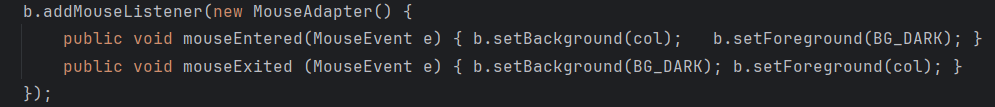 b.addMouseListener(new MouseAdapter() {
    public void mouseEntered(MouseEvent e) { b.setBackground(col);   b.setForeground(BG_DARK); }
    public void mouseExited (MouseEvent e) { b.setBackground(BG_DARK); b.setForeground(col); }
});